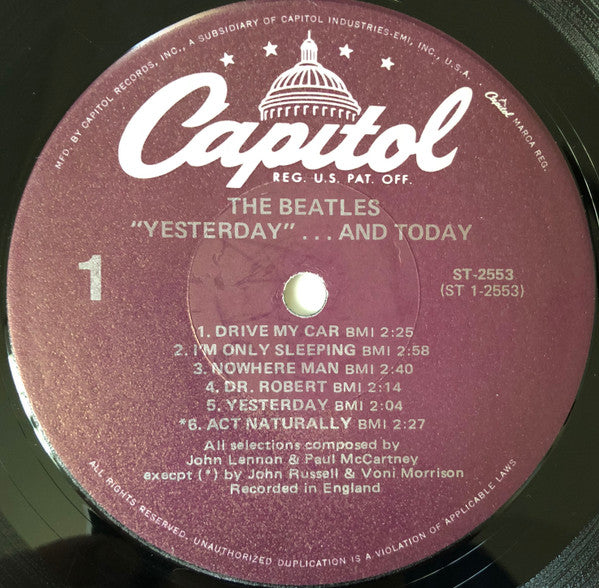 MFD. BY CAPITOL RECORDS, INC., A SUBSIDIARY OF CAPITOL INDUSTRIES-EMI, INC., U.S.A.
Capitol
REG. U.S. PAT. OFF.
Capitol MARCA REG.
THE BEATLES
"YESTERDAY" . . . AND TODAY
1
ST-2553
(ST 1-2553)
1. DRIVE MY CAR BMI 2:25
2. I'M ONLY SLEEPING BMI 2:58
3. NOWHERE MAN BMI 2:40
4. DR. ROBERT BMI 2:14
5. YESTERDAY BMI 2:04
*6. ACT NATURALLY BMI 2:27
All selections composed by
John Lennon & Paul McCartney
execpt (*) by John Russell & Voni Morrison
Recorded in England
ALL RIGHTS RESERVED. UNAUTHORIZED DUPLICATION IS A VIOLATION OF APPLICABLE LAWS